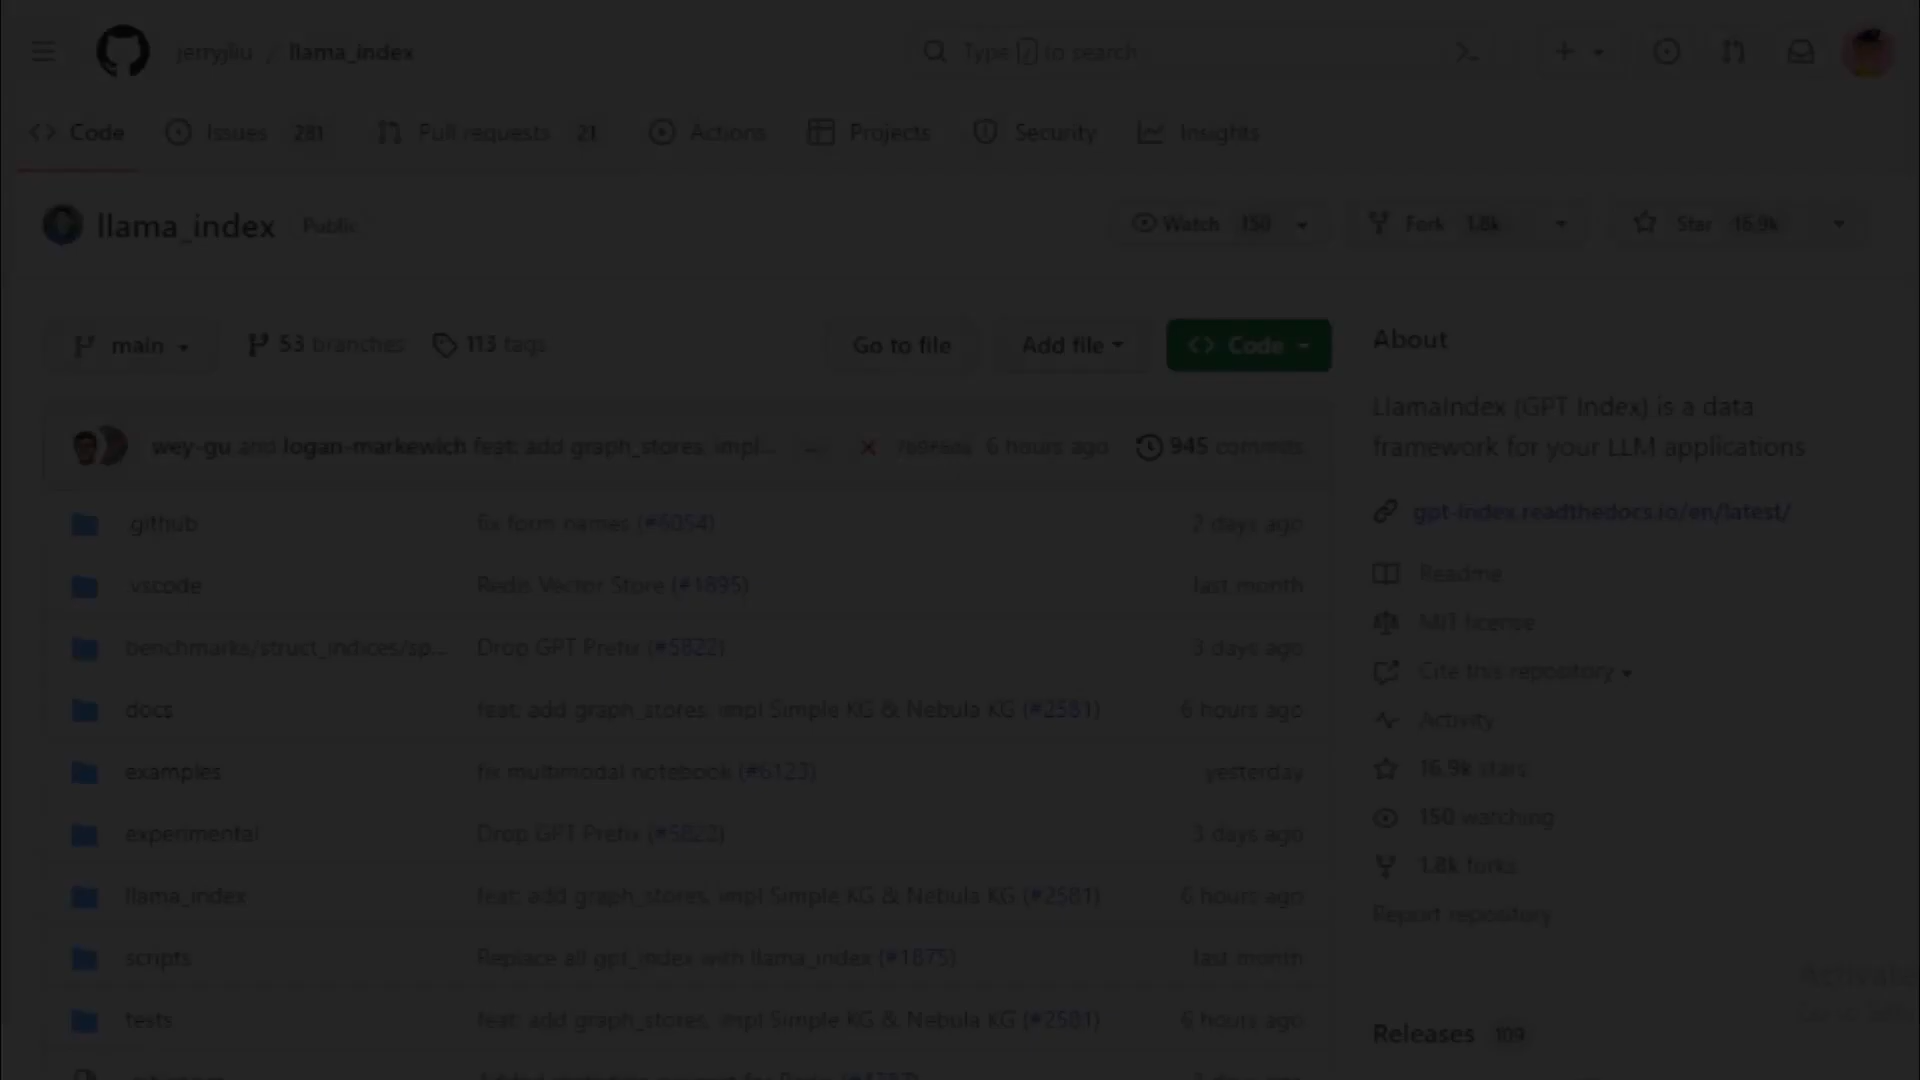 jerryjliu / llama_index
Type / to search
Code
Issues 281
Pull requests 21
Actions
Projects
Security
Insights
llama_index Public
Watch 150
Fork 1.8k
Star 16.9k
main
53 branches
113 tags
Go to file
Add file
Code
wey-gu and logan-markewich feat: add graph_stores, impl... 6 hours ago 945 commits
.github fix form names (#6054) 2 days ago
.vscode Redis Vector Store (#1895) last month
benchmarks/struct_indices/sp... Drop GPT Prefix (#5822) 3 days ago
docs feat: add graph_stores, impl Simple KG & Nebula KG (#2581) 6 hours ago
examples fix multimodal notebook (#6123) yesterday
experimental Drop GPT Prefix (#5822) 3 days ago
llama_index feat: add graph_stores, impl Simple KG & Nebula KG (#2581) 6 hours ago
scripts Replace all gpt_index with llama_index (#1875) last month
tests feat: add graph_stores, impl Simple KG & Nebula KG (#2581) 6 hours ago
About
LlamaIndex (GPT Index) is a data
framework for your LLM applications
gpt-index.readthedocs.io/en/latest/
Readme
MIT license
Cite this repository
Activity
16.9k stars
150 watching
1.8k forks
Report repository
Releases 109